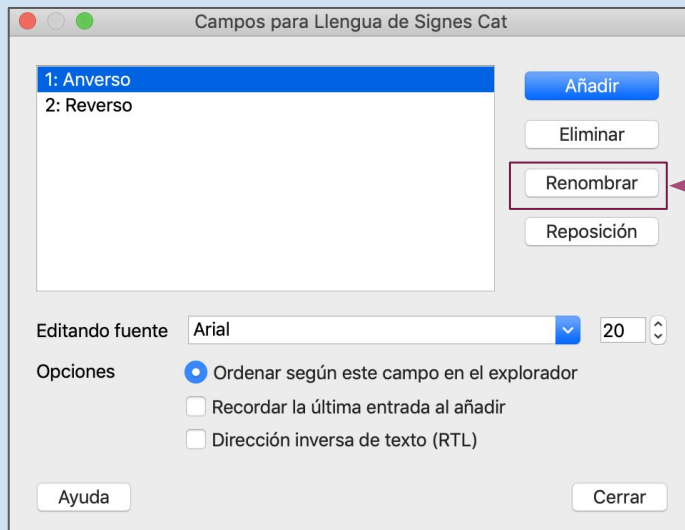 Campos para Llengua de Signes Cat
1: Anverso
2: Reverso
Añadir
Eliminar
Renombrar
Reposición
Editando fuente
Arial
20
Opciones
Ordenar según este campo en el explorador
Recordar la última entrada al añadir
Dirección inversa de texto (RTL)
Ayuda
Cerrar